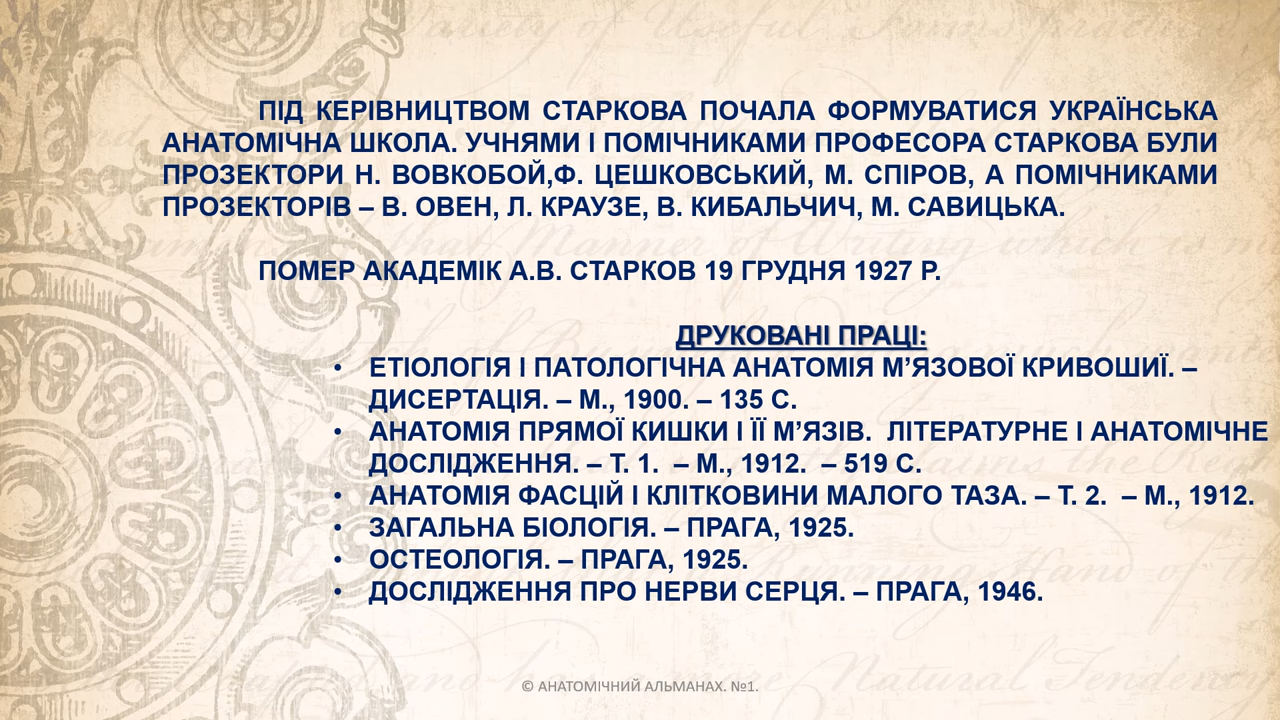 ПІД КЕРІВНИЦТВОМ СТАРКОВА ПОЧАЛА ФОРМУВАТИСЯ УКРАЇНСЬКА
АНАТОМІЧНА ШКОЛА. УЧНЯМИ І ПОМІЧНИКАМИ ПРОФЕСОРА СТАРКОВА БУЛИ
ПРОЗЕКТОРИ Н. ВОВКОБОЙ,Ф. ЦЕШКОВСЬКИЙ, М. СПІРОВ, А ПОМІЧНИКАМИ
ПРОЗЕКТОРІВ – В. ОВЕН, Л. КРАУЗЕ, В. КИБАЛЬЧИЧ, М. САВИЦЬКА.
ПОМЕР АКАДЕМІК А.В. СТАРКОВ 19 ГРУДНЯ 1927 Р.
ДРУКОВАНІ ПРАЦІ:
• ЕТІОЛОГІЯ І ПАТОЛОГІЧНА АНАТОМІЯ М’ЯЗОВОЇ КРИВОШИЇ. –
ДИСЕРТАЦІЯ. – М., 1900. – 135 С.
• АНАТОМІЯ ПРЯМОЇ КИШКИ І ЇЇ М’ЯЗІВ. ЛІТЕРАТУРНЕ І АНАТОМІЧНЕ
ДОСЛІДЖЕННЯ. – Т. 1. – М., 1912. – 519 С.
• АНАТОМІЯ ФАСЦІЙ І КЛІТКОВИНИ МАЛОГО ТАЗА. – Т. 2. – М., 1912.
• ЗАГАЛЬНА БІОЛОГІЯ. – ПРАГА, 1925.
• ОСТЕОЛОГІЯ. – ПРАГА, 1925.
• ДОСЛІДЖЕННЯ ПРО НЕРВИ СЕРЦЯ. – ПРАГА, 1946.
© АНАТОМІЧНИЙ АЛЬМАНАХ. №1.